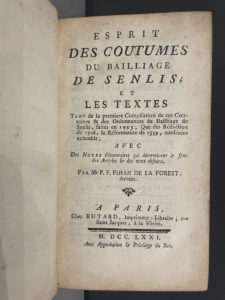 ESPRIT
DES COUTUMES
DU BAILLIAGE
DE SENLIS;
ET
LES TEXTES
TANT de la premiere Compilation de ces Coutumes
& des Ordonnances du Bailliage de
Senlis, faites en 1493; Que des Rédaction
de 1506, & Réformation de 1539, conférées
ensemble;
AVEC
Des NOTES élémentaires qui déterminent le sens
des Articles & des mots obscurs.
PAR Me P. F. PIHAN DE LA FOREST,
Avocat.
A PARIS,
Chez BUTARD, Imprimeur-Libraire, rue
Saint Jacques, à la Vérité.
M. DCC. LXXI.
Avec Approbation & Privilege du Roi.